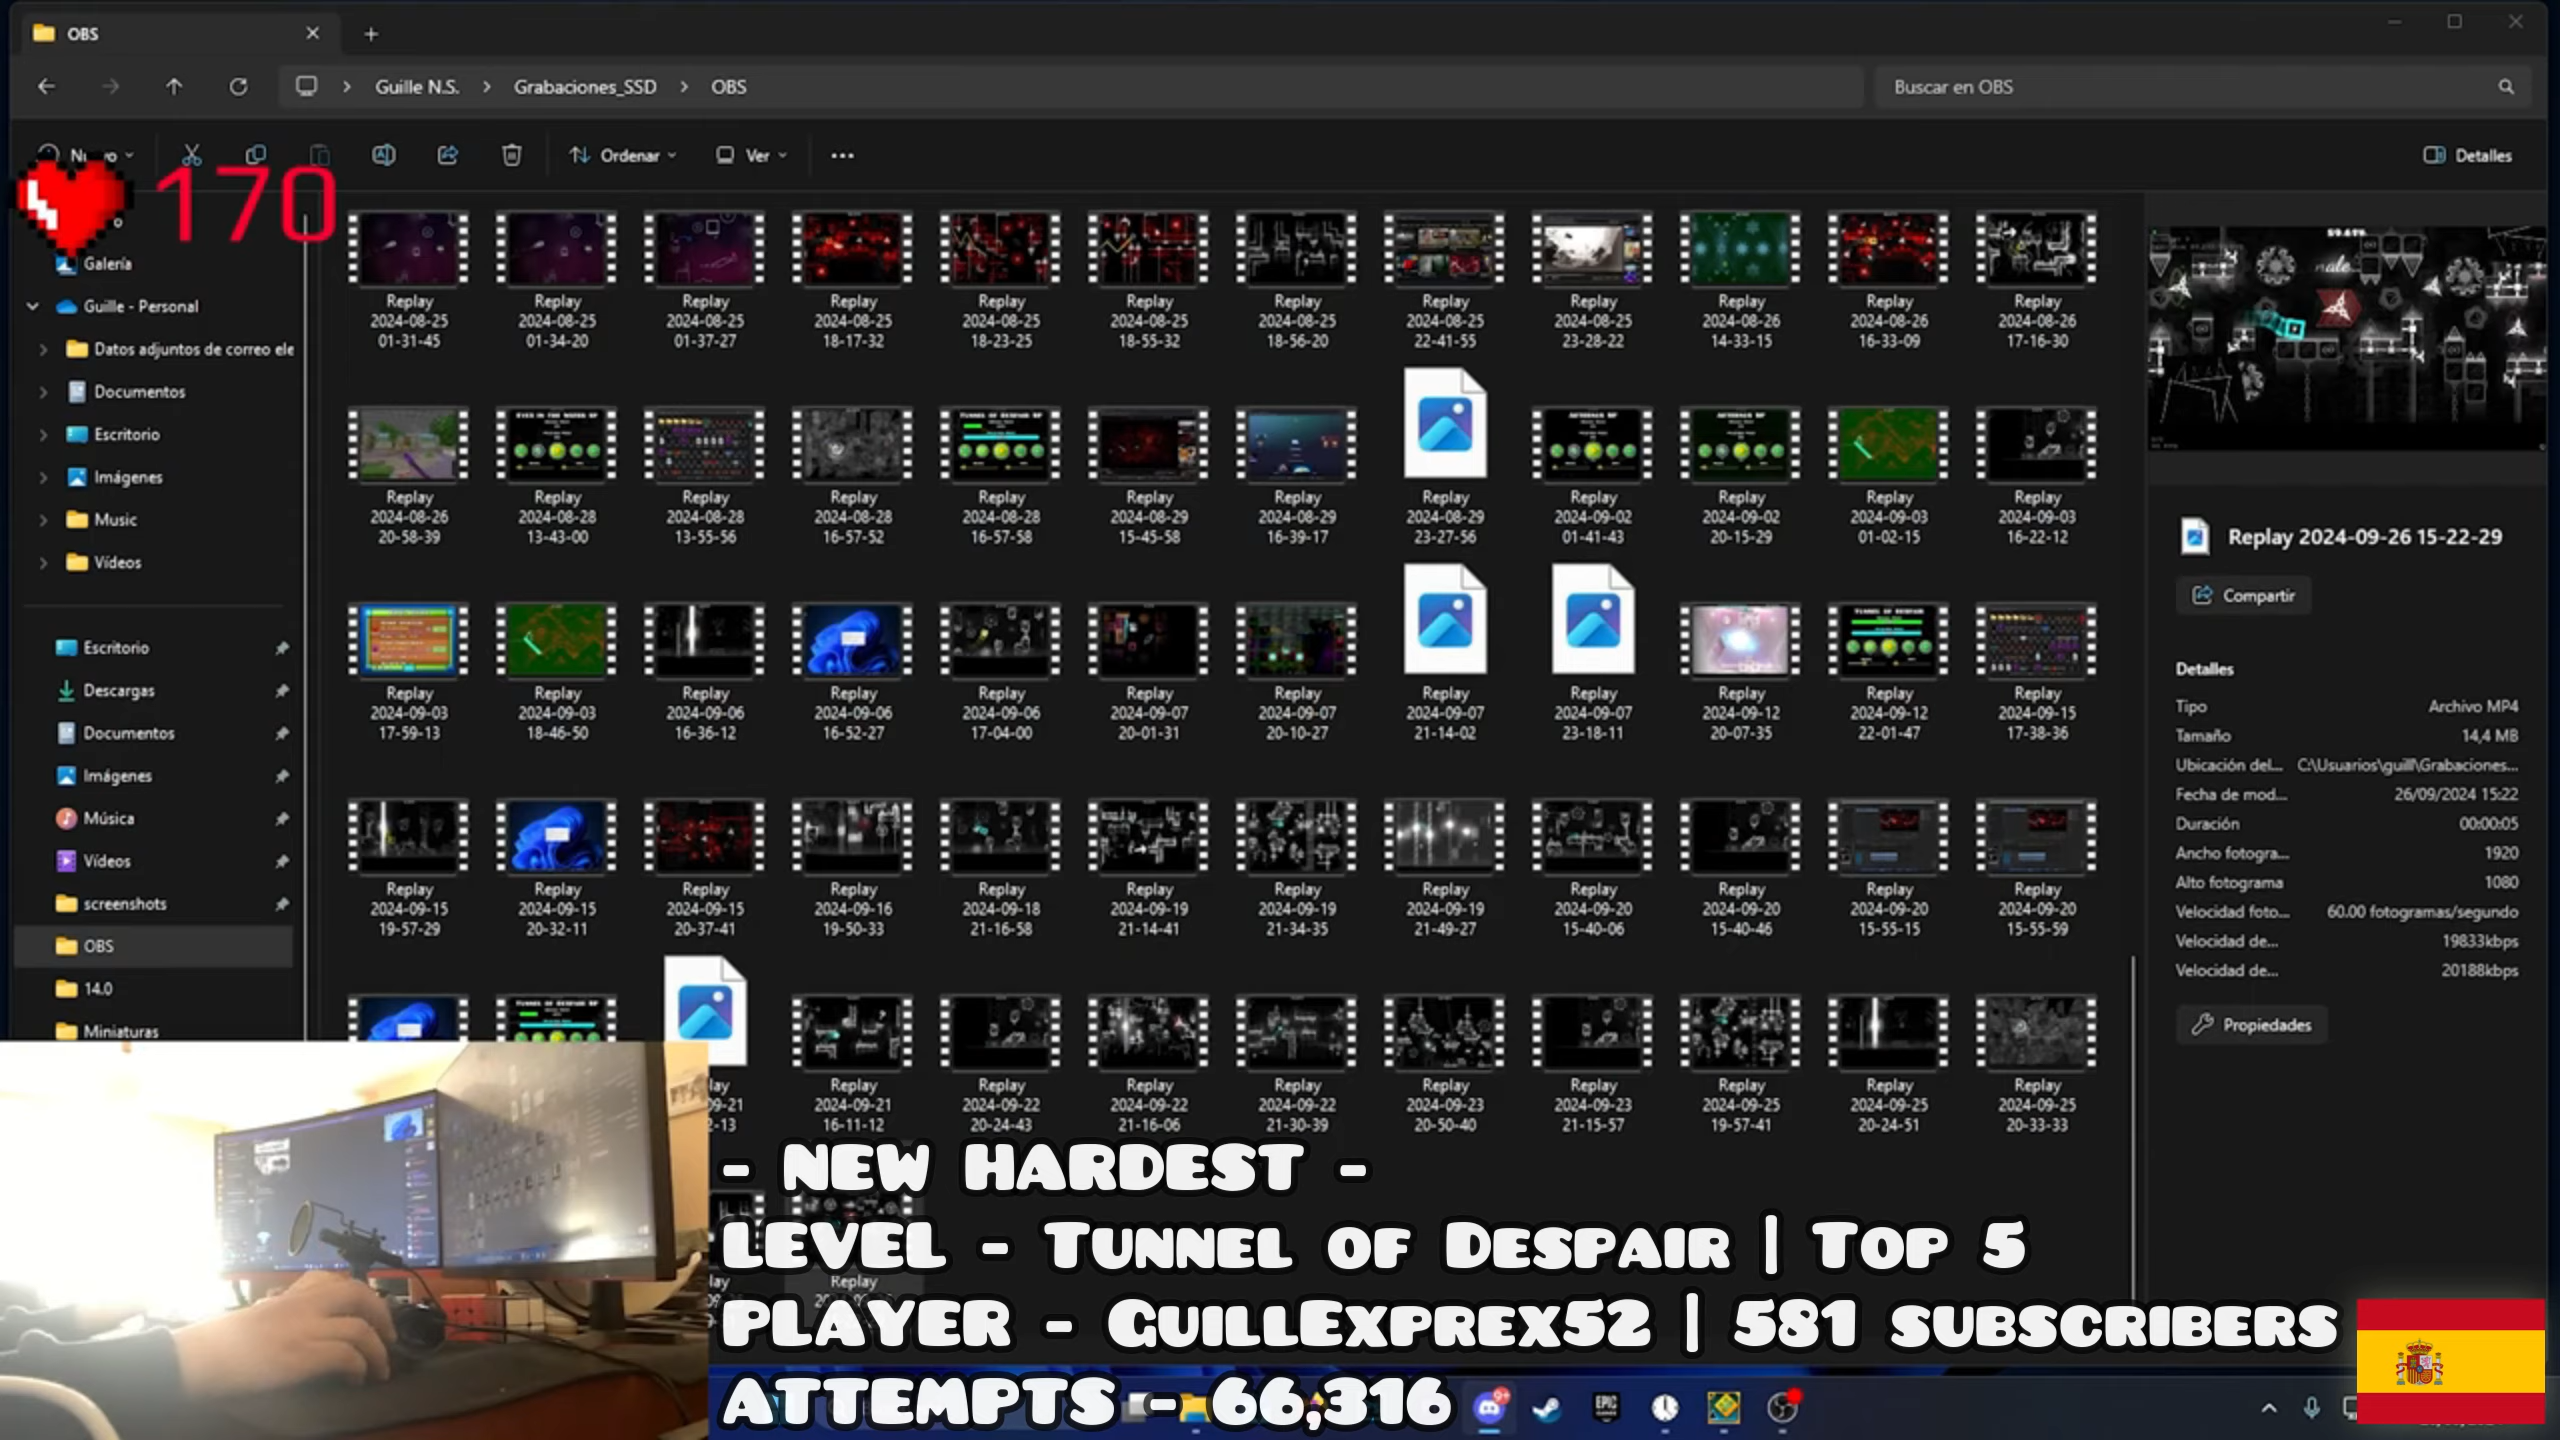 OBS
Guille N.S.
Grabaciones_SSD
OBS
Buscar en OBS
Ordenar
Ver
Detalles
170
Galería
Guille - Personal
Datos adjuntos de correo ele
Documentos
Escritorio
Imágenes
Music
Vídeos
Escritorio
Descargas
Documentos
Imágenes
Música
Vídeos
screenshots
OBS
14.0
Miniaturas
Replay 2024-08-25 01-31-45
Replay 2024-08-25 01-34-20
Replay 2024-08-25 01-37-27
Replay 2024-08-25 18-17-32
Replay 2024-08-25 18-23-25
Replay 2024-08-25 18-55-32
Replay 2024-08-25 18-56-20
Replay 2024-08-25 22-41-55
Replay 2024-08-25 23-28-22
Replay 2024-08-26 14-33-15
Replay 2024-08-26 16-33-09
Replay 2024-08-26 17-16-30
Replay 2024-08-26 20-58-39
Replay 2024-08-28 13-43-00
Replay 2024-08-28 13-55-56
Replay 2024-08-28 16-57-52
Replay 2024-08-28 16-57-58
Replay 2024-08-29 15-45-58
Replay 2024-08-29 16-39-17
Replay 2024-08-29 23-27-56
Replay 2024-09-02 01-41-43
Replay 2024-09-02 20-15-29
Replay 2024-09-03 01-02-15
Replay 2024-09-03 16-22-12
Replay 2024-09-03 17-59-13
Replay 2024-09-03 18-46-50
Replay 2024-09-06 16-36-12
Replay 2024-09-06 16-52-27
Replay 2024-09-06 17-04-00
Replay 2024-09-07 20-01-31
Replay 2024-09-07 20-10-27
Replay 2024-09-07 21-14-02
Replay 2024-09-07 23-18-11
Replay 2024-09-12 20-07-35
Replay 2024-09-12 22-01-47
Replay 2024-09-15 17-38-36
Replay 2024-09-15 19-57-29
Replay 2024-09-15 20-32-11
Replay 2024-09-15 20-37-41
Replay 2024-09-16 19-50-33
Replay 2024-09-18 21-16-58
Replay 2024-09-19 21-14-41
Replay 2024-09-19 21-34-35
Replay 2024-09-19 21-49-27
Replay 2024-09-20 15-40-06
Replay 2024-09-20 15-40-46
Replay 2024-09-20 15-55-15
Replay 2024-09-20 15-55-59
Replay 2024-09-21 16-11-12
Replay 2024-09-22 20-24-43
Replay 2024-09-22 21-16-06
Replay 2024-09-22 21-30-39
Replay 2024-09-23 20-50-40
Replay 2024-09-23 21-15-57
Replay 2024-09-25 19-57-41
Replay 2024-09-25 20-24-51
Replay 2024-09-25 20-33-33
Replay
Replay 2024-09-26 15-22-29
Compartir
Detalles
Tipo Archivo MP4
Tamaño 14,4 MB
Ubicación del... C:\Usuarios\guill\Grabaciones...
Fecha de mod... 26/09/2024 15:22
Duración 00:00:05
Ancho fotogra... 1920
Alto fotograma 1080
Velocidad foto... 60.00 fotogramas/segundo
Velocidad de... 19833kbps
Velocidad de... 20188kbps
Propiedades
- NEW HARDEST -
LEVEL - TUNNEL OF DESPAIR | TOP 5
PLAYER - GUILLEXPREX52 | 581 SUBSCRIBERS
ATTEMPTS - 66,316